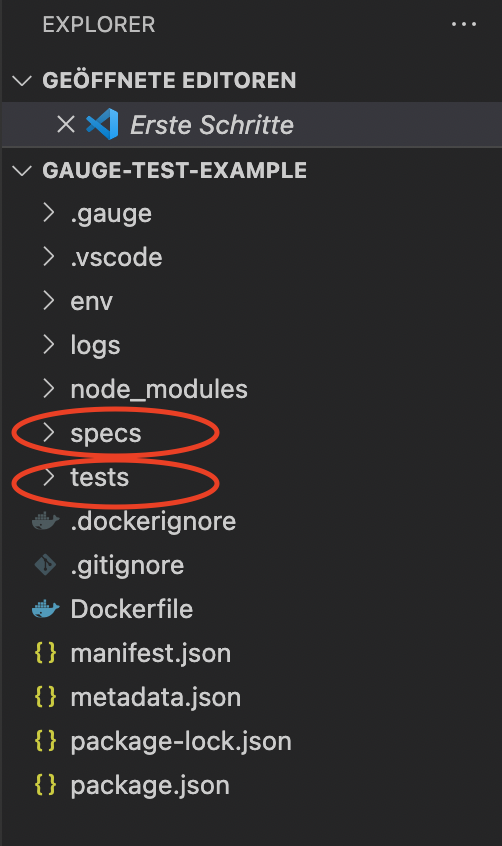 EXPLORER
GEÖFFNETE EDITOREN
Erste Schritte
GAUGE-TEST-EXAMPLE
.gauge
.vscode
env
logs
node_modules
specs
tests
.dockerignore
.gitignore
Dockerfile
manifest.json
metadata.json
package-lock.json
package.json